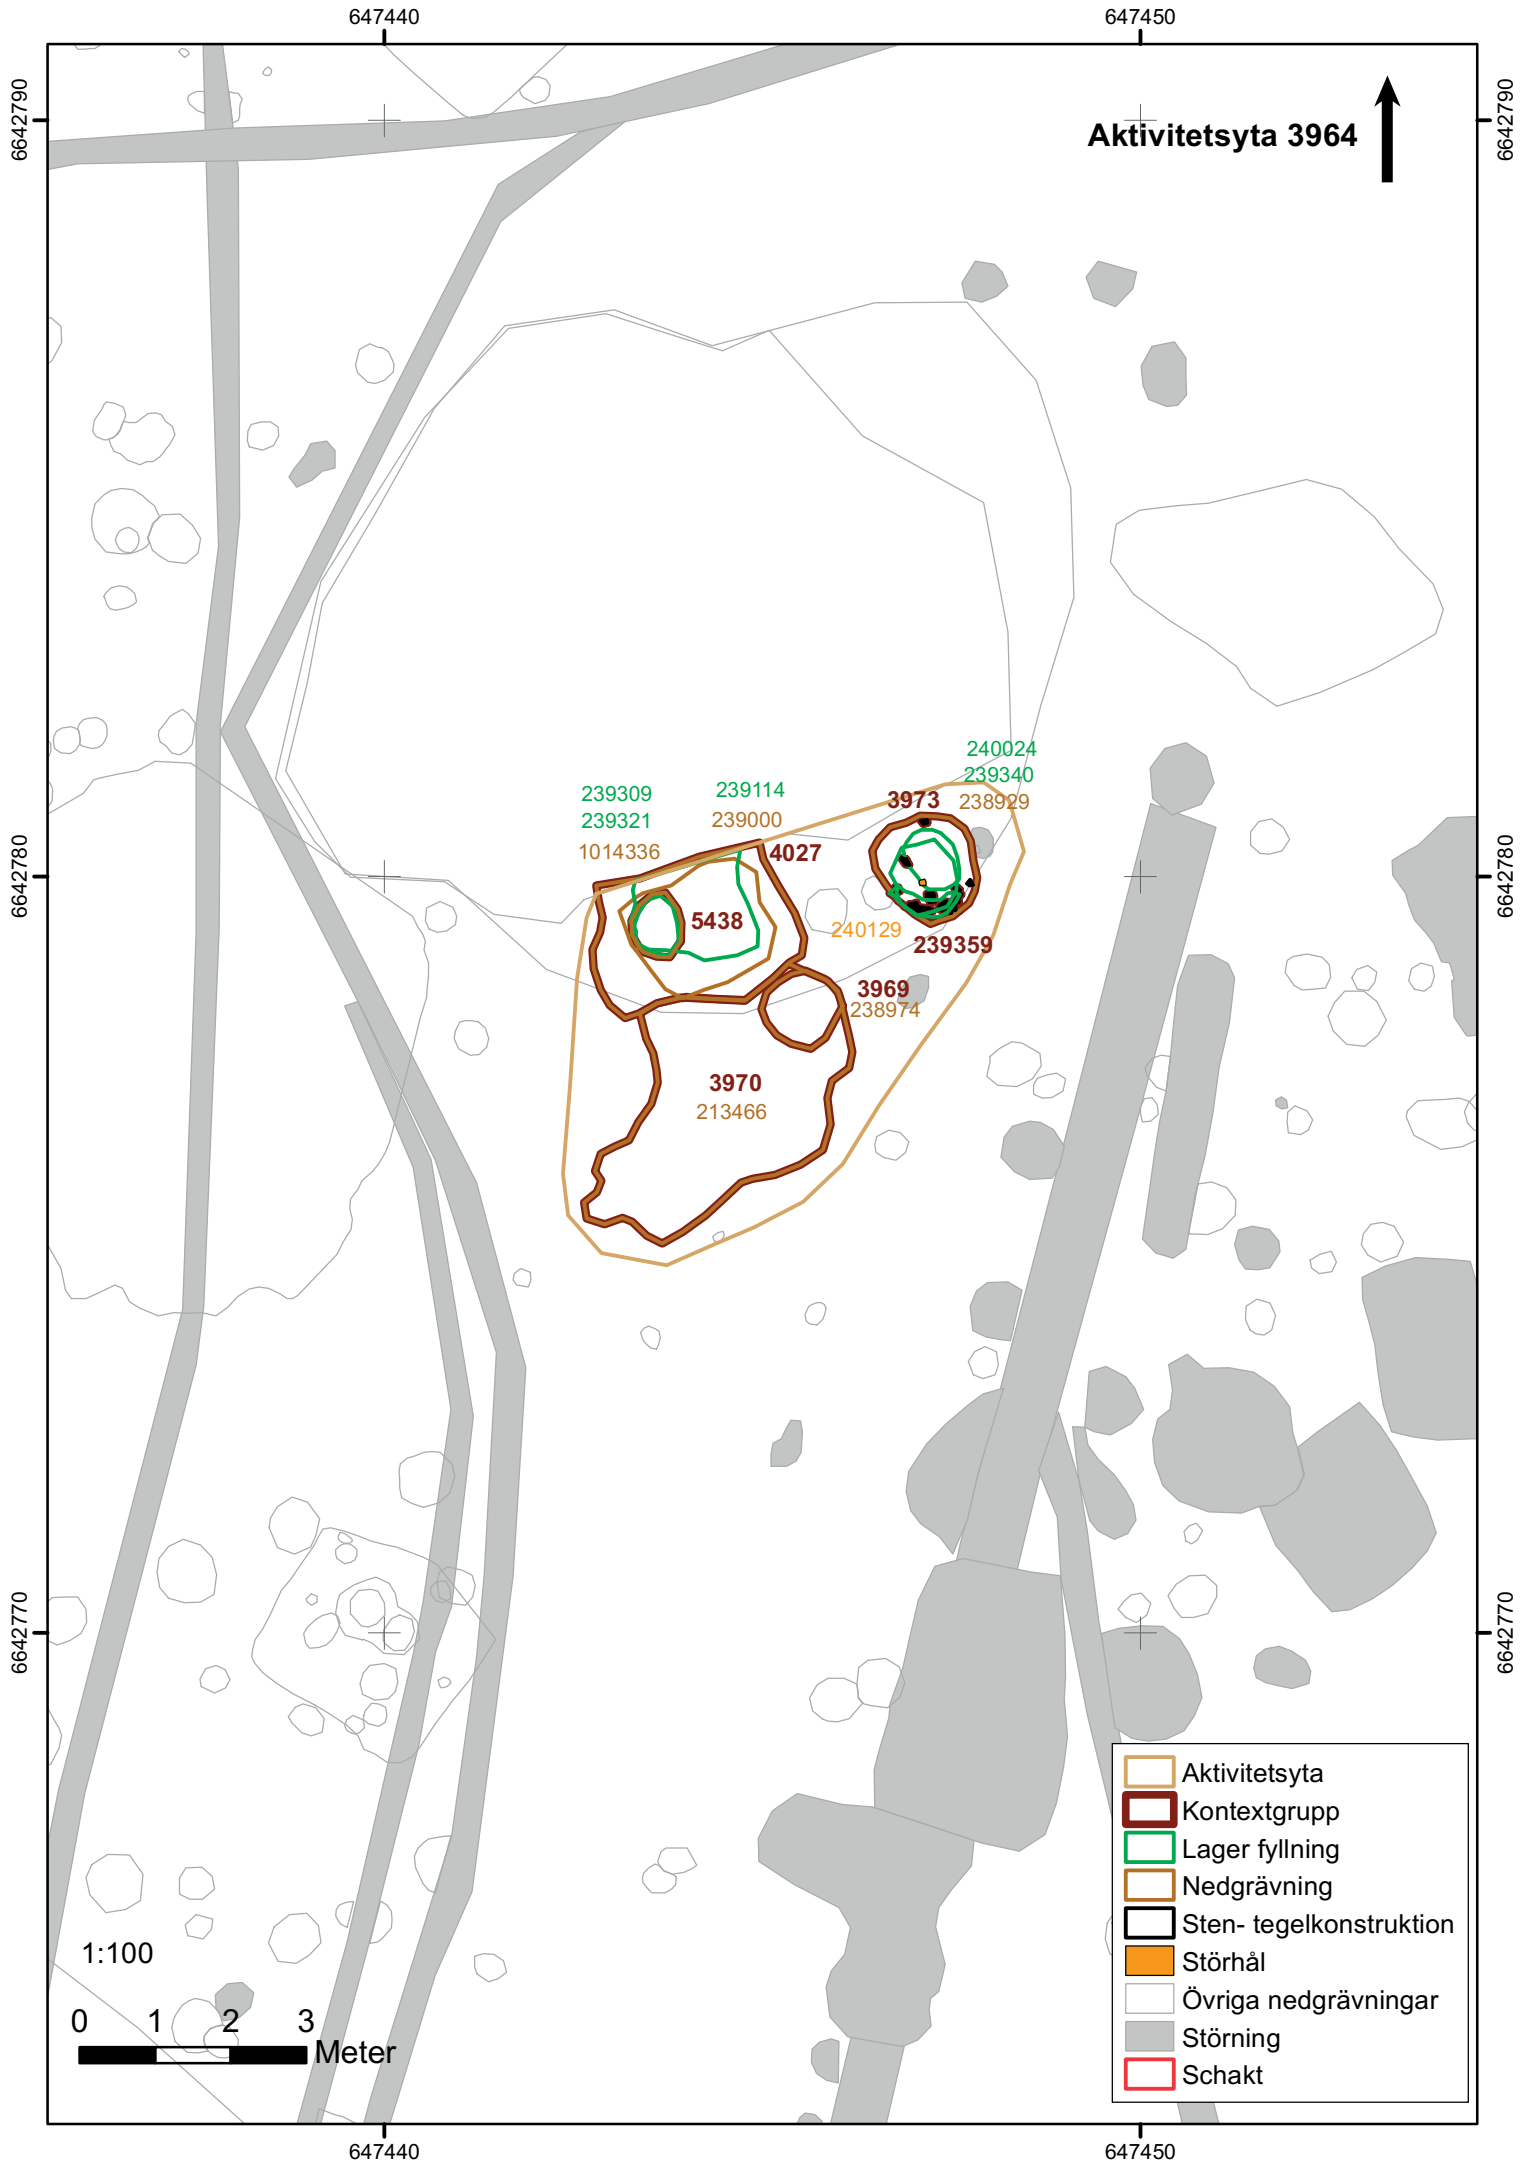 647440
647450
6642790
6642790
Aktivitetsyta 3964
240024
239340
238929
3973
239309
239321
1014336
239114
239000
4027
6642780
6642780
5438
240129
239359
3969
238974
3970
213466
6642770
6642770
Aktivitetsyta
Kontextgrupp
Lager fyllning
Nedgrävning
Sten- tegelkonstruktion
Störhål
Övriga nedgrävningar
Störning
Schakt
1:100
0 1 2 3
Meter
647440
647450